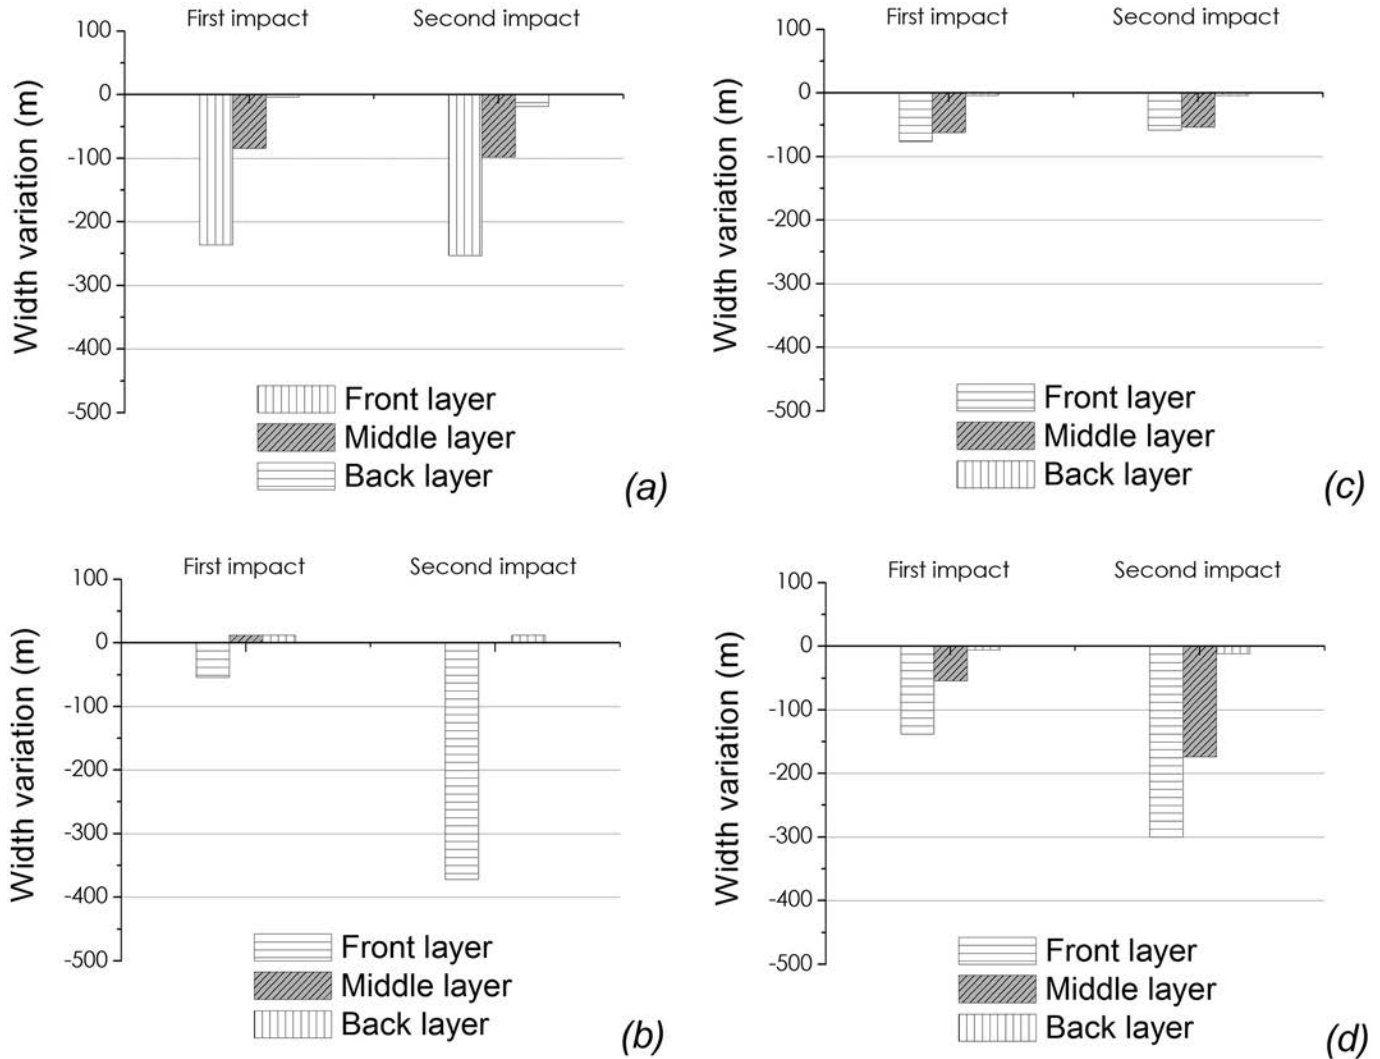 First impact Second impact
100
0
-100
-200
-300
-400
-500
Width variation (m)
Front layer
Middle layer
Back layer
(a)
First impact Second impact
100
0
-100
-200
-300
-400
-500
Width variation (m)
Front layer
Middle layer
Back layer
(c)
First impact Second impact
100
0
-100
-200
-300
-400
-500
Width variation (m)
Front layer
Middle layer
Back layer
(b)
First impact Second impact
100
0
-100
-200
-300
-400
-500
Width variation (m)
Front layer
Middle layer
Back layer
(d)